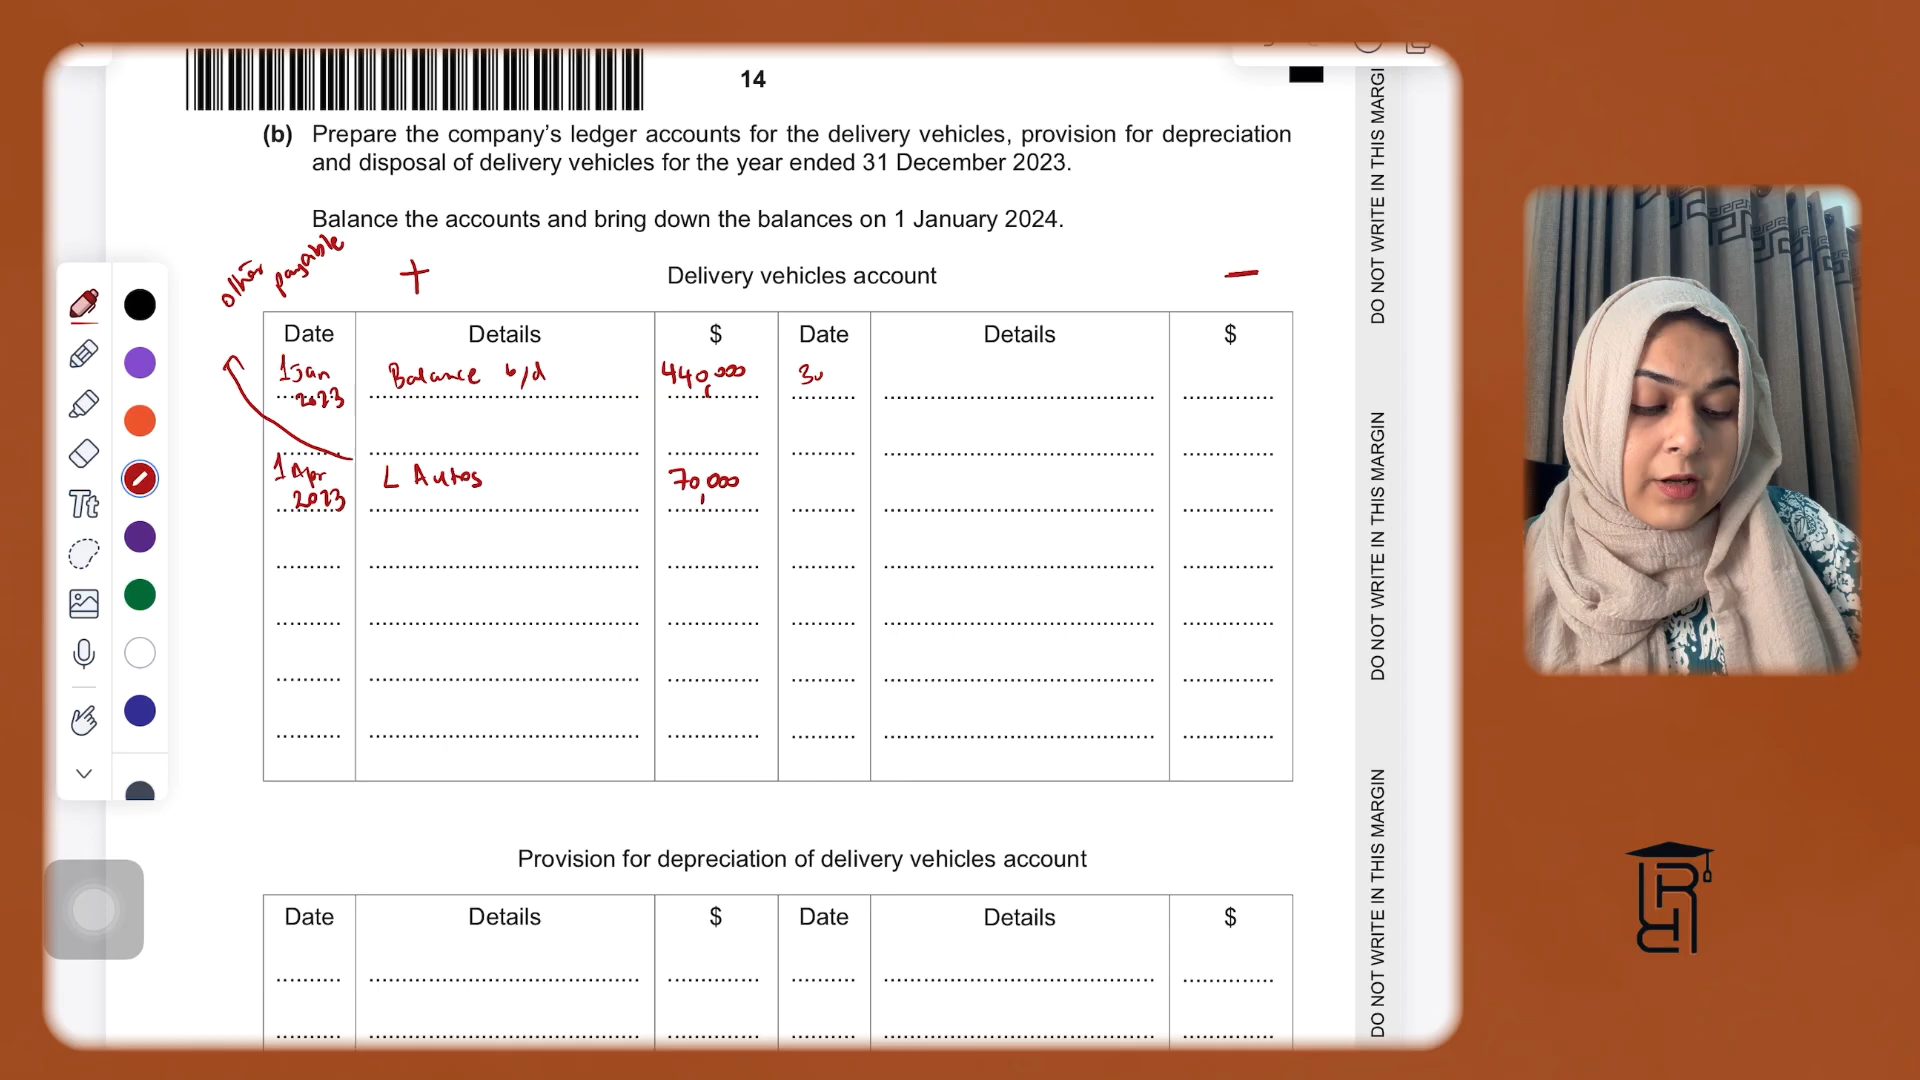 14
(b) Prepare the company's ledger accounts for the delivery vehicles, provision for depreciation
and disposal of delivery vehicles for the year ended 31 December 2023.
Balance the accounts and bring down the balances on 1 January 2024.
other payable
+ Delivery vehicles account −
Date Details $ Date Details $
1 Jan 2023 Balance b/d 440,000 30
1 Apr 2023 L Autos 70,000
Provision for depreciation of delivery vehicles account
Date Details $ Date Details $
DO NOT WRITE IN THIS MARGI
DO NOT WRITE IN THIS MARGIN
DO NOT WRITE IN THIS MARGIN
Tt